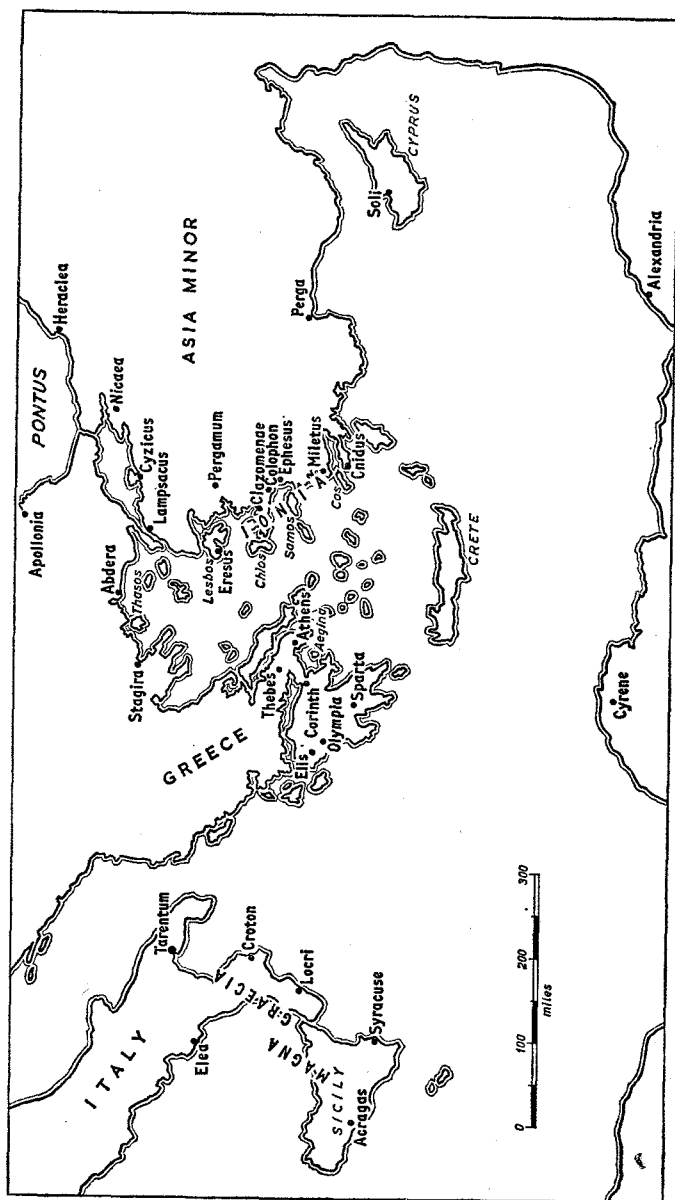 ITALY
Elea
Tarentum
MAGNA GRAECIA
Croton
Locri
SICILY
Syracuse
Acragas
GREECE
Stagira
Abdera
Thasos
Apollonia
PONTUS
Heraclea
Nicaea
Cyzicus
Lampsacus
ASIA MINOR
Pergamum
Lesbos
Eresus
Chios
IONIA
Clazomenae
Colophon
Ephesus
Samos
Miletus
Cos
Cnidus
Perga
Thebes
Athens
Aegina
Corinth
Elis
Olympia
Sparta
CRETE
Soli
CYPRUS
Cyrene
Alexandria
0 100 200 300
miles